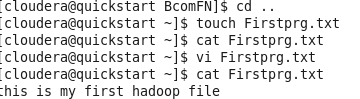 [cloudera@quickstart BcomFN]$ cd ..
[cloudera@quickstart ~]$ touch Firstprg.txt
[cloudera@quickstart ~]$ cat Firstprg.txt
[cloudera@quickstart ~]$ vi Firstprg.txt
[cloudera@quickstart ~]$ cat Firstprg.txt
this is my first hadoop file